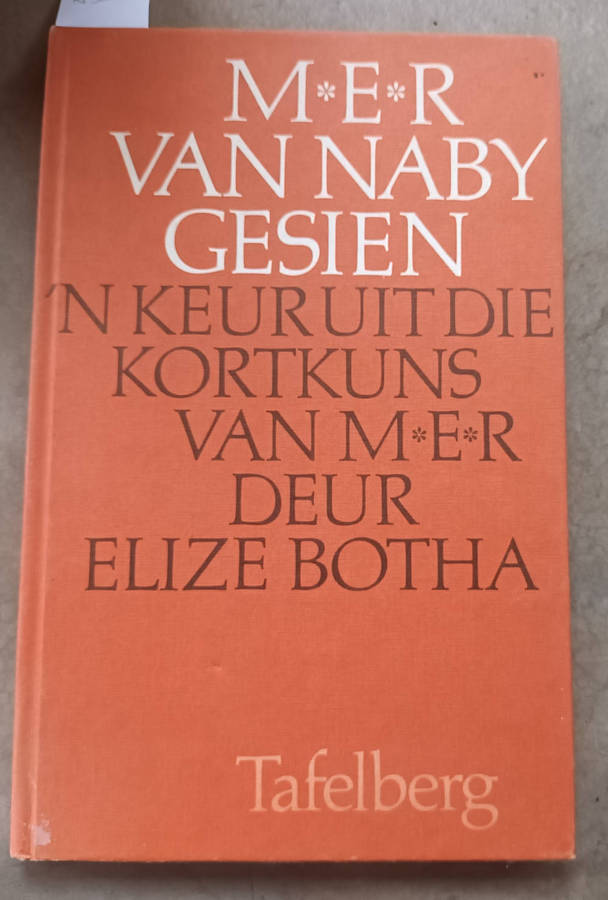 M*E*R
VAN NABY
GESIEN
'N KEUR UIT DIE
KORTKUNS
VAN M*E*R
DEUR
ELIZE BOTHA
Tafelberg